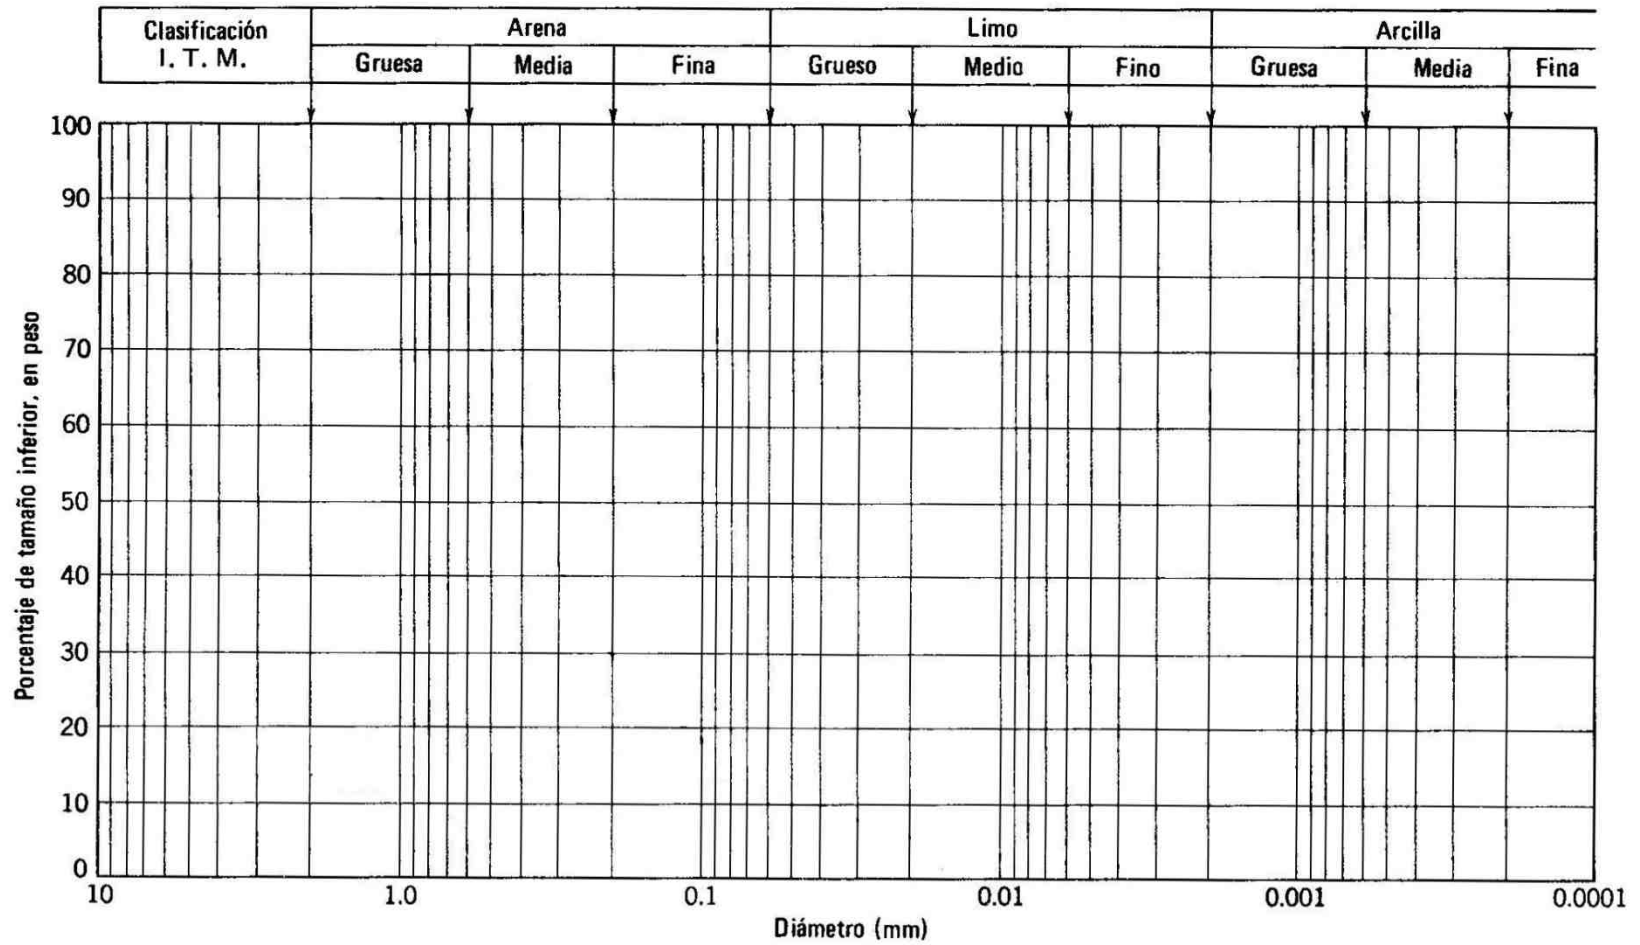 Clasificación
I. T. M.
Arena
Limo
Arcilla
Gruesa
Media
Fina
Grueso
Medio
Fino
Gruesa
Media
Fina
Porcentaje de tamaño inferior, en peso
100
90
80
70
60
50
40
30
20
10
0
10
1.0
0.1
0.01
0.001
0.0001
Diámetro (mm)